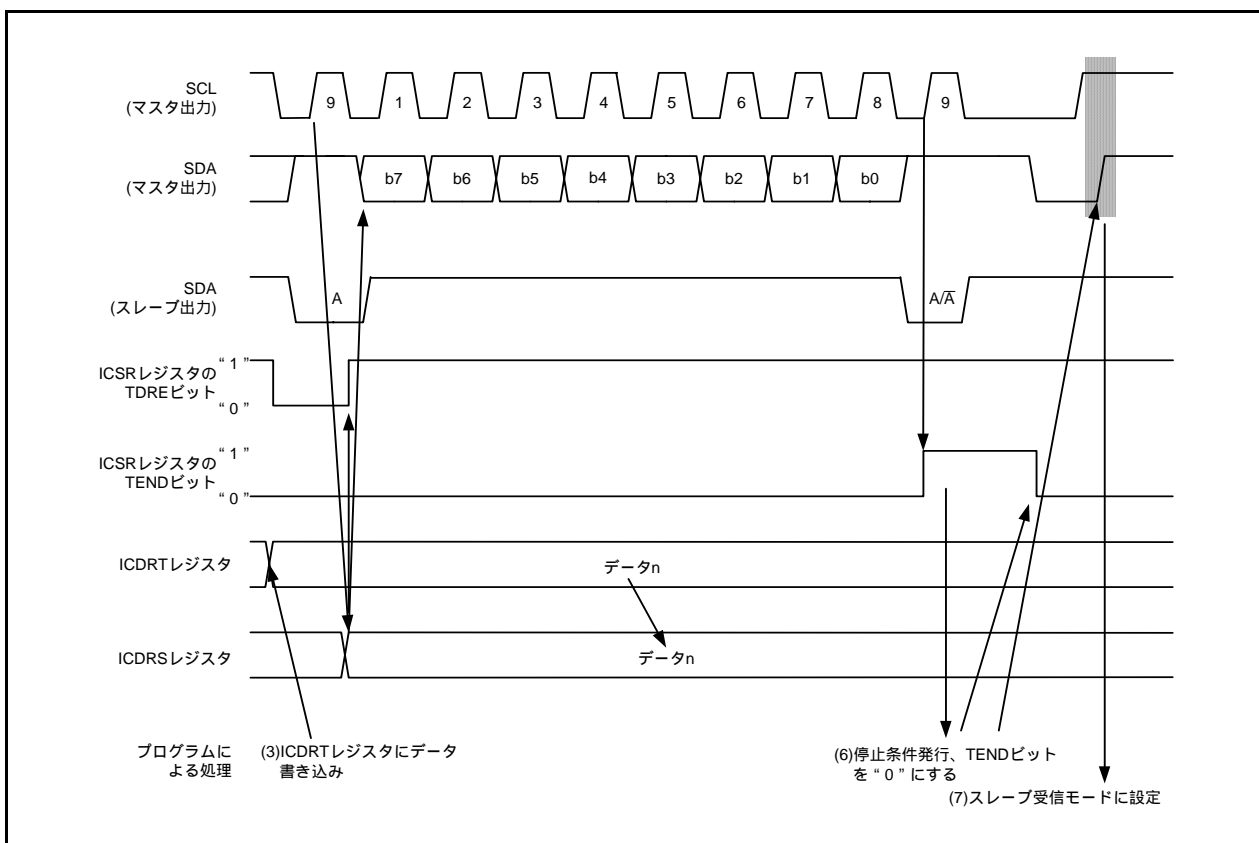 SCL
(マスタ出力)
9 1 2 3 4 5 6 7 8 9
SDA
(マスタ出力)
b7 b6 b5 b4 b3 b2 b1 b0
SDA
(スレーブ出力)
A A/A̅
ICSRレジスタの
TDREビット
“ 1 ”
“ 0 ”
ICSRレジスタの
TENDビット
“ 1 ”
“ 0 ”
ICDRTレジスタ
データn
ICDRSレジスタ
データn
プログラムに
よる処理
(3)ICDRTレジスタにデータ
書き込み
(6)停止条件発行、TENDビット
を “ 0 ” にする
(7)スレーブ受信モードに設定